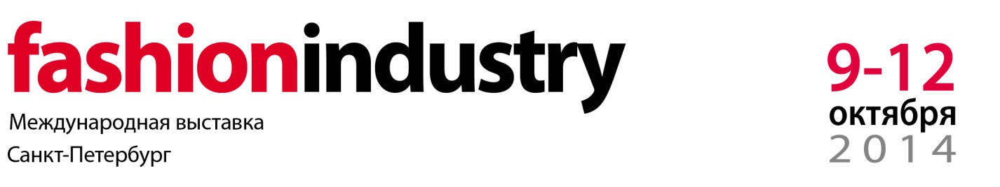 fashionindustry
Международная выставка
Санкт-Петербург
9-12
октября
2014